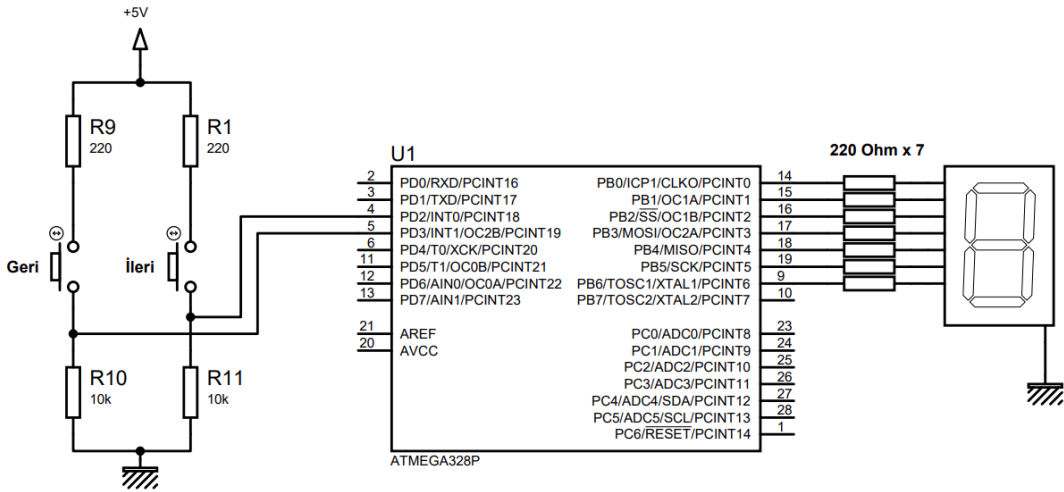 +5V
R9
220
R1
220
Geri
İleri
R10
10k
R11
10k
U1
2 PD0/RXD/PCINT16
3 PD1/TXD/PCINT17
4 PD2/INT0/PCINT18
5 PD3/INT1/OC2B/PCINT19
6 PD4/T0/XCK/PCINT20
11 PD5/T1/OC0B/PCINT21
12 PD6/AIN0/OC0A/PCINT22
13 PD7/AIN1/PCINT23
21 AREF
20 AVCC
PB0/ICP1/CLKO/PCINT0 14
PB1/OC1A/PCINT1 15
PB2/SS/OC1B/PCINT2 16
PB3/MOSI/OC2A/PCINT3 17
PB4/MISO/PCINT4 18
PB5/SCK/PCINT5 19
PB6/TOSC1/XTAL1/PCINT6 9
PB7/TOSC2/XTAL2/PCINT7 10
PC0/ADC0/PCINT8 23
PC1/ADC1/PCINT9 24
PC2/ADC2/PCINT10 25
PC3/ADC3/PCINT11 26
PC4/ADC4/SDA/PCINT12 27
PC5/ADC5/SCL/PCINT13 28
PC6/RESET/PCINT14 1
ATMEGA328P
220 Ohm x 7